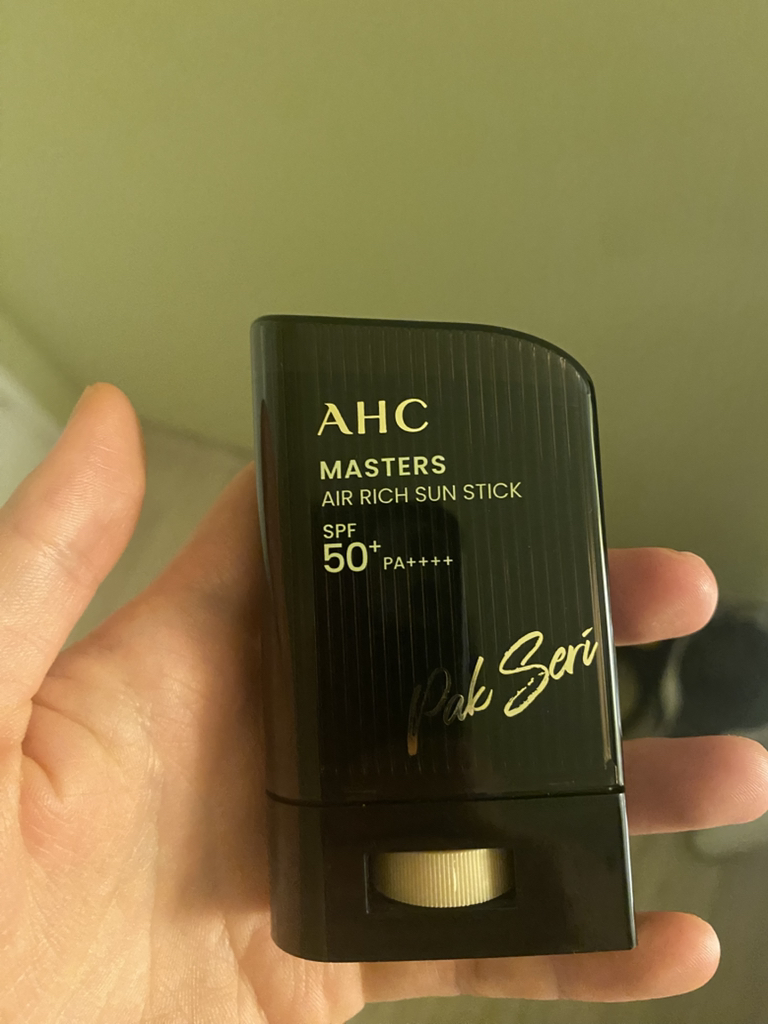 AHC
MASTERS
AIR RICH SUN STICK
SPF
50+ PA++++
Pak Seri